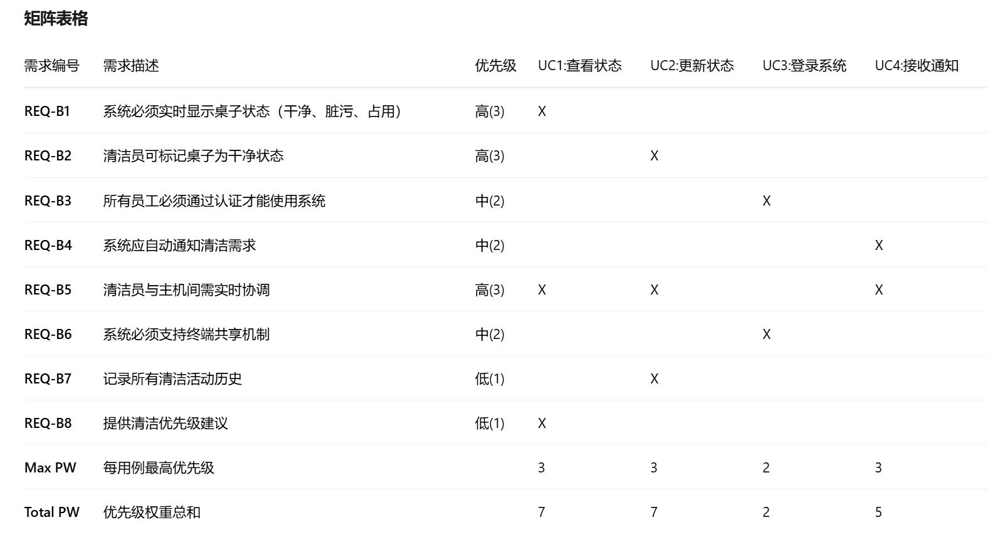 矩阵表格
需求编号 需求描述 优先级 UC1:查看状态 UC2:更新状态 UC3:登录系统 UC4:接收通知
REQ-B1 系统必须实时显示桌子状态（干净、脏污、占用） 高(3) X
REQ-B2 清洁员可标记桌子为干净状态 高(3) X
REQ-B3 所有员工必须通过认证才能使用系统 中(2) X
REQ-B4 系统应自动通知清洁需求 中(2) X
REQ-B5 清洁员与主机间需实时协调 高(3) X X X
REQ-B6 系统必须支持终端共享机制 中(2) X
REQ-B7 记录所有清洁活动历史 低(1) X
REQ-B8 提供清洁优先级建议 低(1) X
Max PW 每用例最高优先级 3 3 2 3
Total PW 优先级权重总和 7 7 2 5